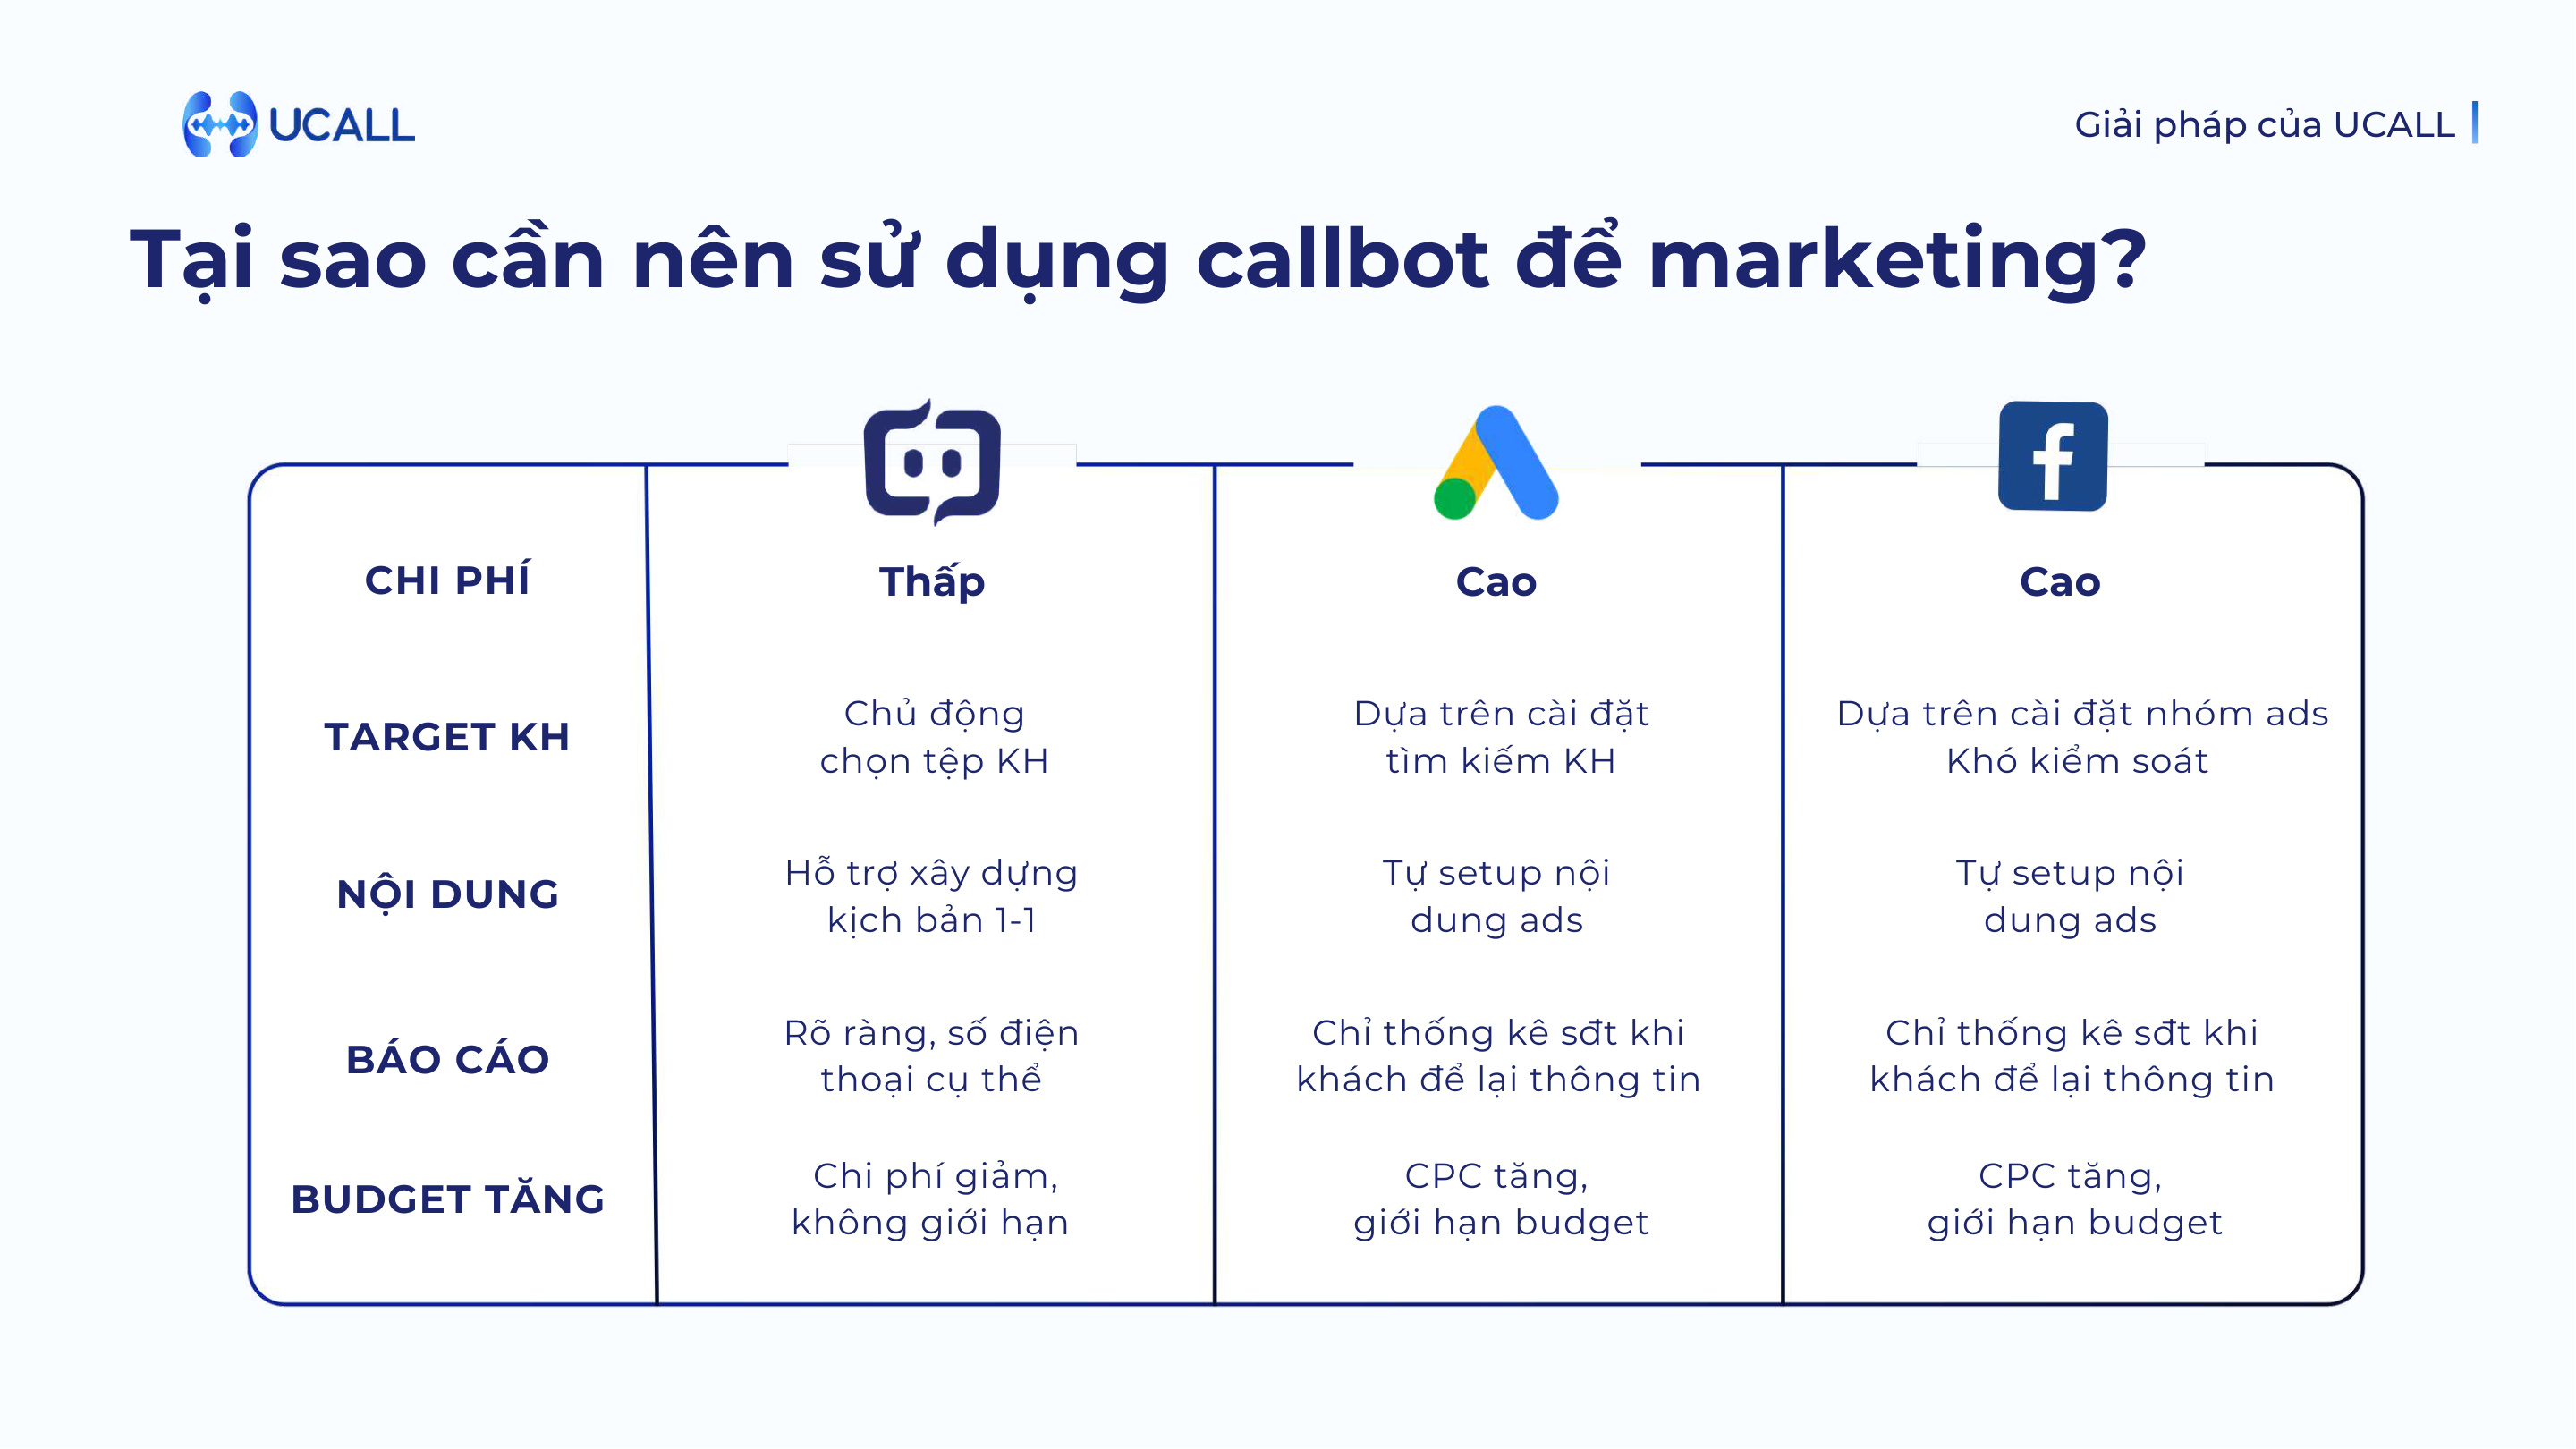 UCALL
Giải pháp của UCALL
Tại sao cần nên sử dụng callbot để marketing?
CHI PHÍ
Thấp
Cao
Cao
TARGET KH
Chủ động
chọn tệp KH
Dựa trên cài đặt
tìm kiếm KH
Dựa trên cài đặt nhóm ads
Khó kiểm soát
NỘI DUNG
Hỗ trợ xây dựng
kịch bản 1-1
Tự setup nội
dung ads
Tự setup nội
dung ads
BÁO CÁO
Rõ ràng, số điện
thoại cụ thể
Chỉ thống kê sđt khi
khách để lại thông tin
Chỉ thống kê sđt khi
khách để lại thông tin
BUDGET TĂNG
Chi phí giảm,
không giới hạn
CPC tăng,
giới hạn budget
CPC tăng,
giới hạn budget